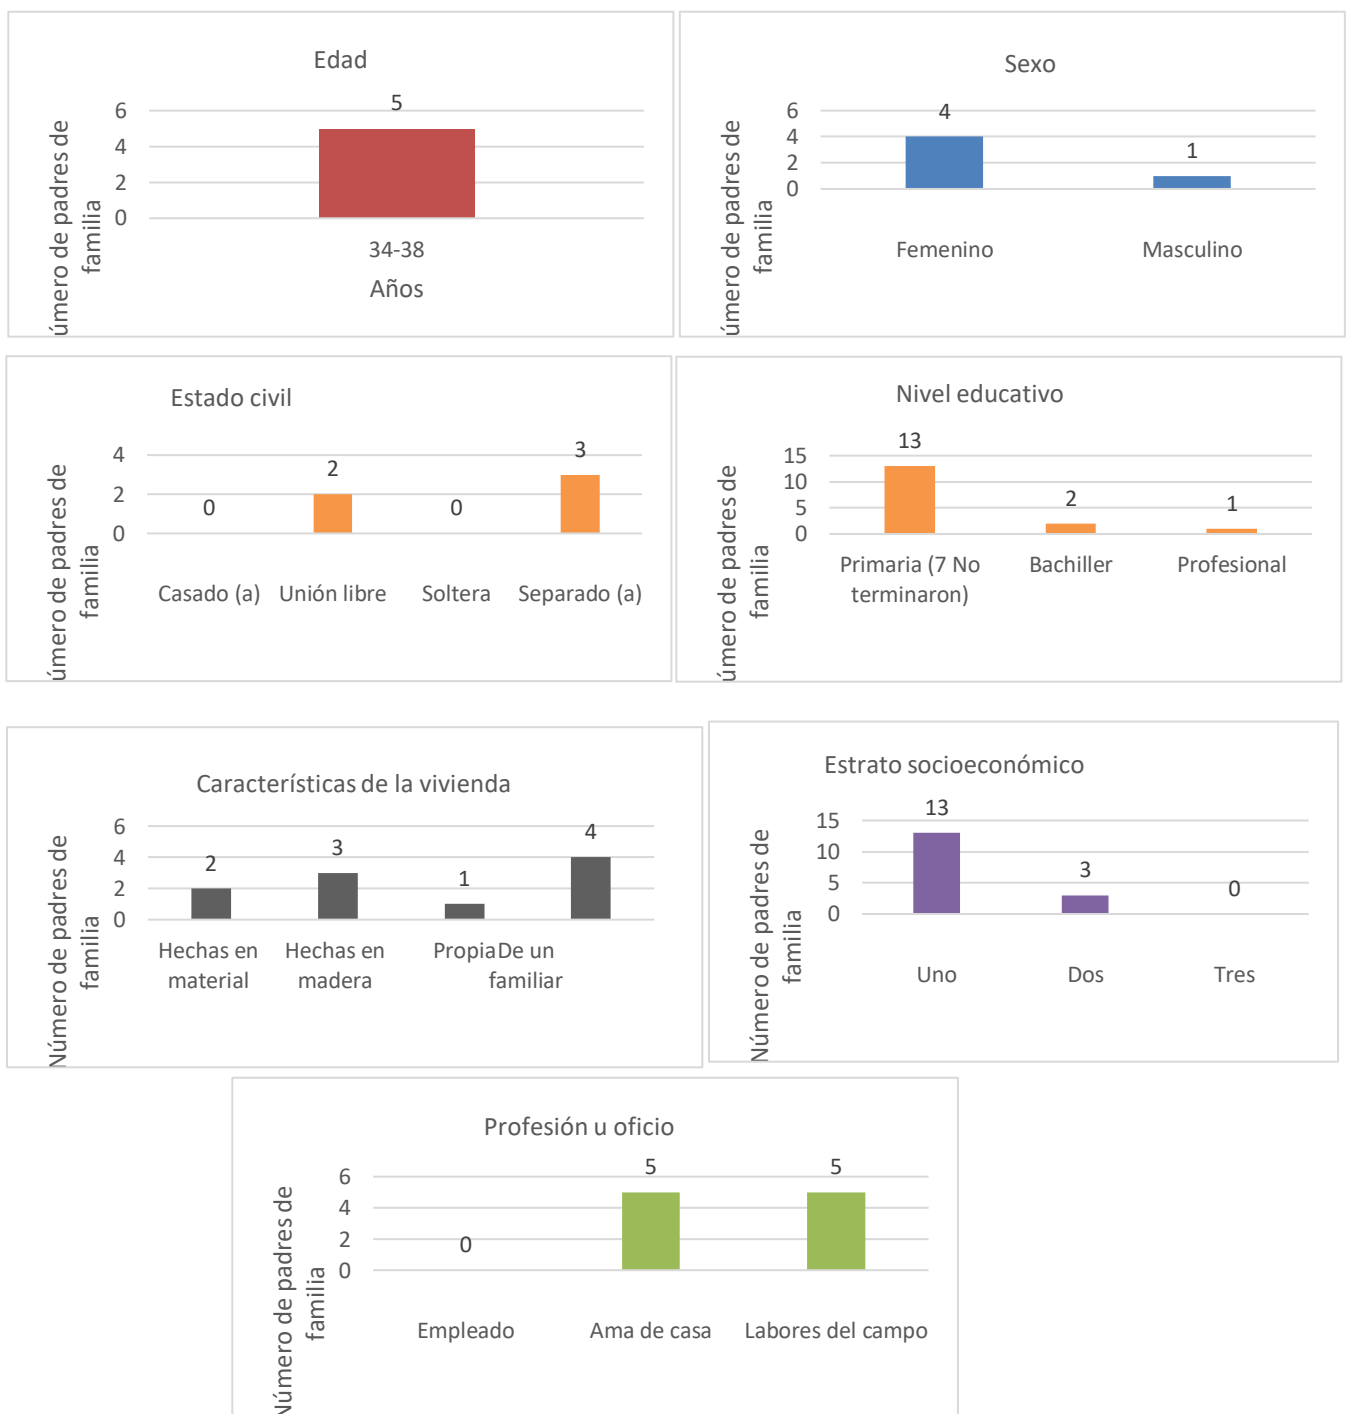 Edad
5
6
4
2
0
34-38
Años
úmero de padres de
familia
Sexo
4
1
6
4
2
0
Femenino
Masculino
úmero de padres de
familia
Estado civil
0
2
0
3
4
2
0
Casado (a)
Unión libre
Soltera
Separado (a)
úmero de padres de
familia
Nivel educativo
13
2
1
15
10
5
0
Primaria (7 No
terminaron)
Bachiller
Profesional
úmero de padres de
familia
Características de la vivienda
2
3
1
4
6
4
2
0
Hechas en
material
Hechas en
madera
Propia
De un
familiar
Número de padres de
familia
Estrato socioeconómico
13
3
0
15
10
5
0
Uno
Dos
Tres
Número de padres de
familia
Profesión u oficio
0
5
5
6
4
2
0
Empleado
Ama de casa
Labores del campo
Número de padres de
familia